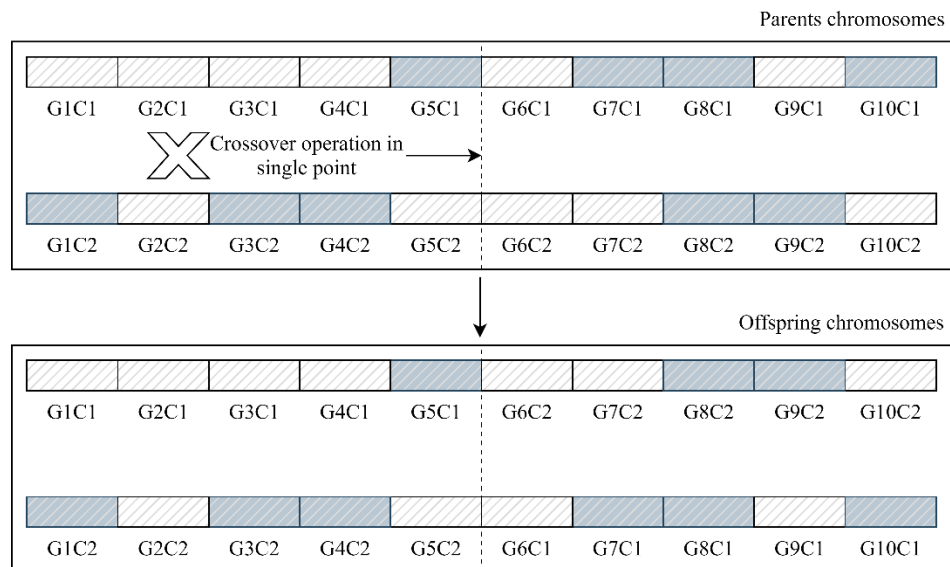 Parents chromosomes
G1C1 G2C1 G3C1 G4C1 G5C1 G6C1 G7C1 G8C1 G9C1 G10C1
Crossover operation in
single point
G1C2 G2C2 G3C2 G4C2 G5C2 G6C2 G7C2 G8C2 G9C2 G10C2
Offspring chromosomes
G1C1 G2C1 G3C1 G4C1 G5C1 G6C2 G7C2 G8C2 G9C2 G10C2
G1C2 G2C2 G3C2 G4C2 G5C2 G6C1 G7C1 G8C1 G9C1 G10C1